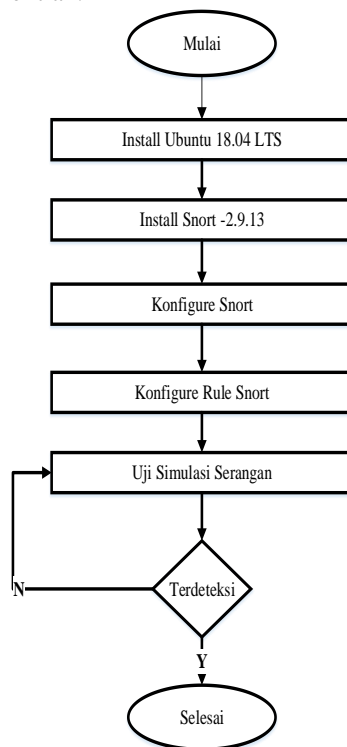 Mulai
Install Ubuntu 18.04 LTS
Install Snort -2.9.13
Konfigure Snort
Konfigure Rule Snort
Uji Simulasi Serangan
Terdeteksi
N
Y
Selesai